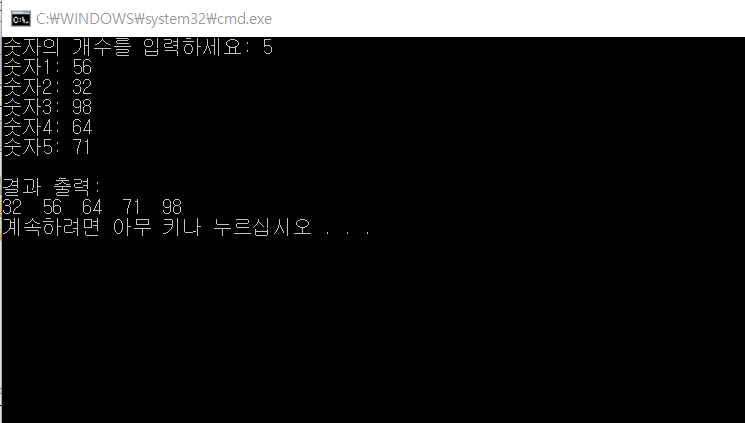 C:\WINDOWS\system32\cmd.exe
숫자의 개수를 입력하세요: 5
숫자1: 56
숫자2: 32
숫자3: 98
숫자4: 64
숫자5: 71
결과 출력:
32  56  64  71  98
계속하려면 아무 키나 누르십시오 . . .